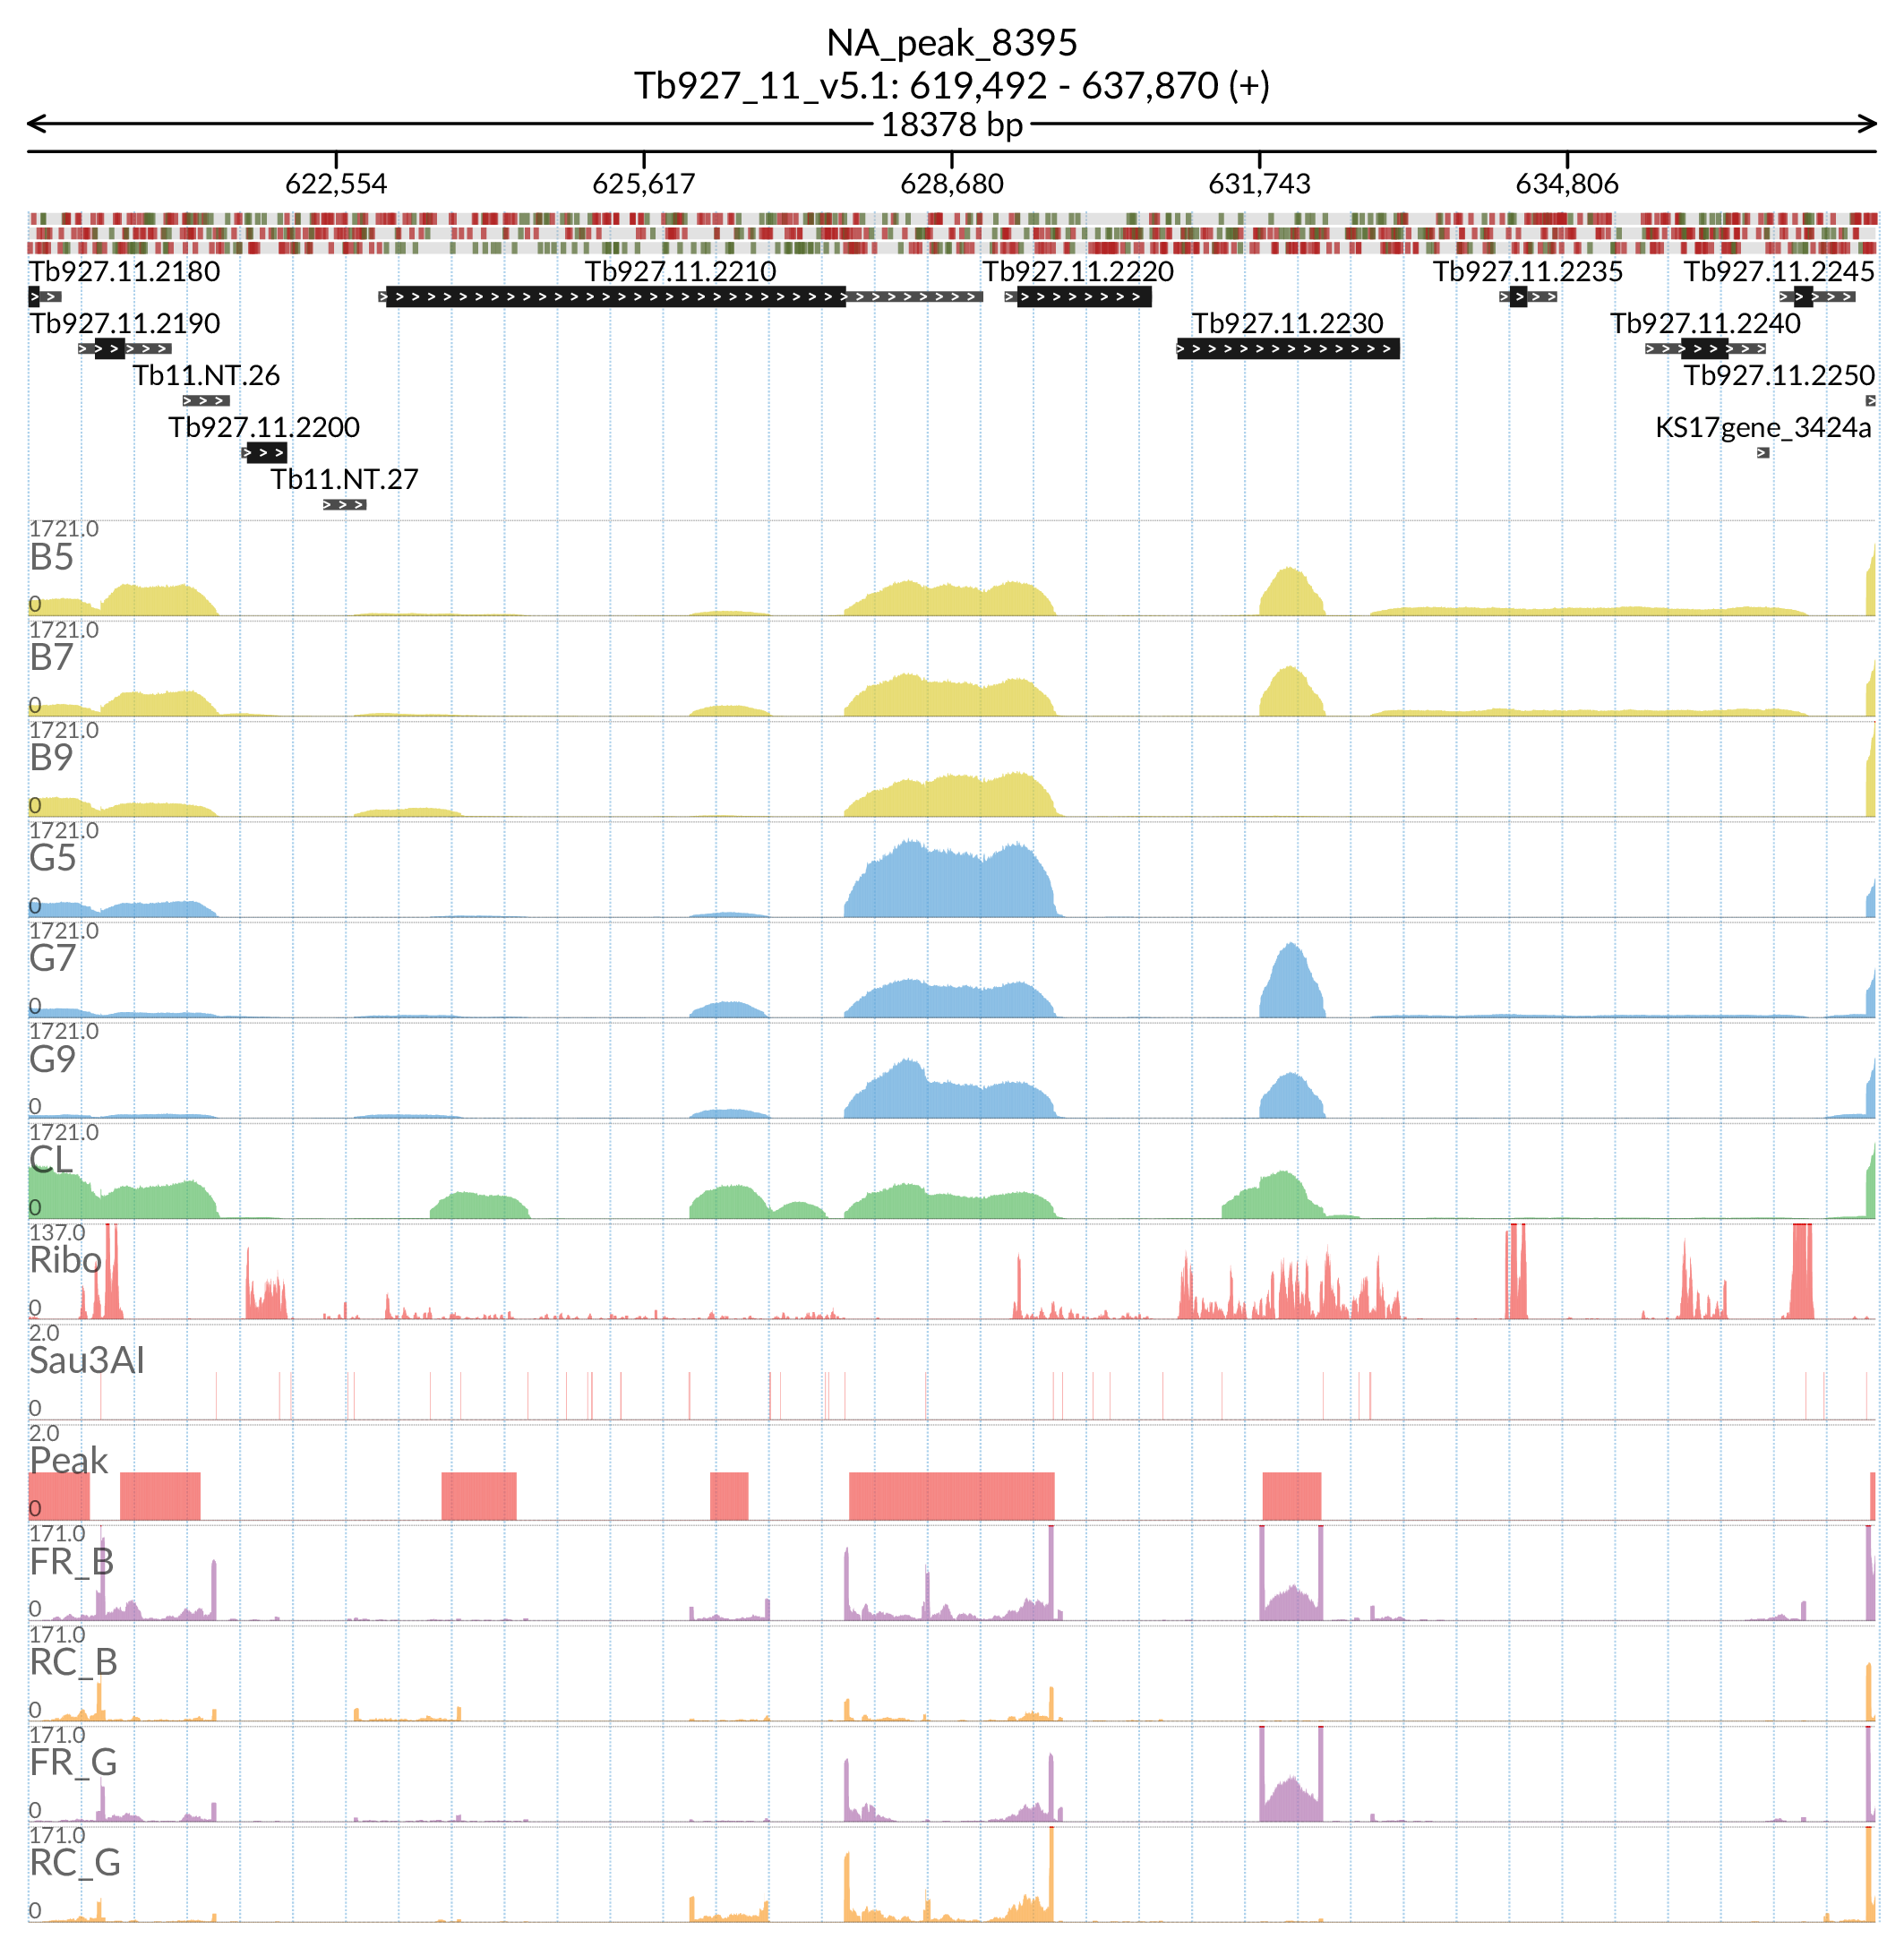 NA_peak_8395
Tb927_11_v5.1: 619,492 - 637,870 (+)
18378 bp
622,554 625,617 628,680 631,743 634,806
Tb927.11.2180 Tb927.11.2210 Tb927.11.2220 Tb927.11.2235 Tb927.11.2245
Tb927.11.2190 Tb927.11.2230 Tb927.11.2240
Tb11.NT.26 Tb927.11.2250
Tb927.11.2200 KS17gene_3424a
Tb11.NT.27
1721.0
B5
0
1721.0
B7
0
1721.0
B9
0
1721.0
G5
0
1721.0
G7
0
1721.0
G9
0
1721.0
CL
0
137.0
Ribo
0
2.0
Sau3AI
0
2.0
Peak
0
171.0
FR_B
0
171.0
RC_B
0
171.0
FR_G
0
171.0
RC_G
0